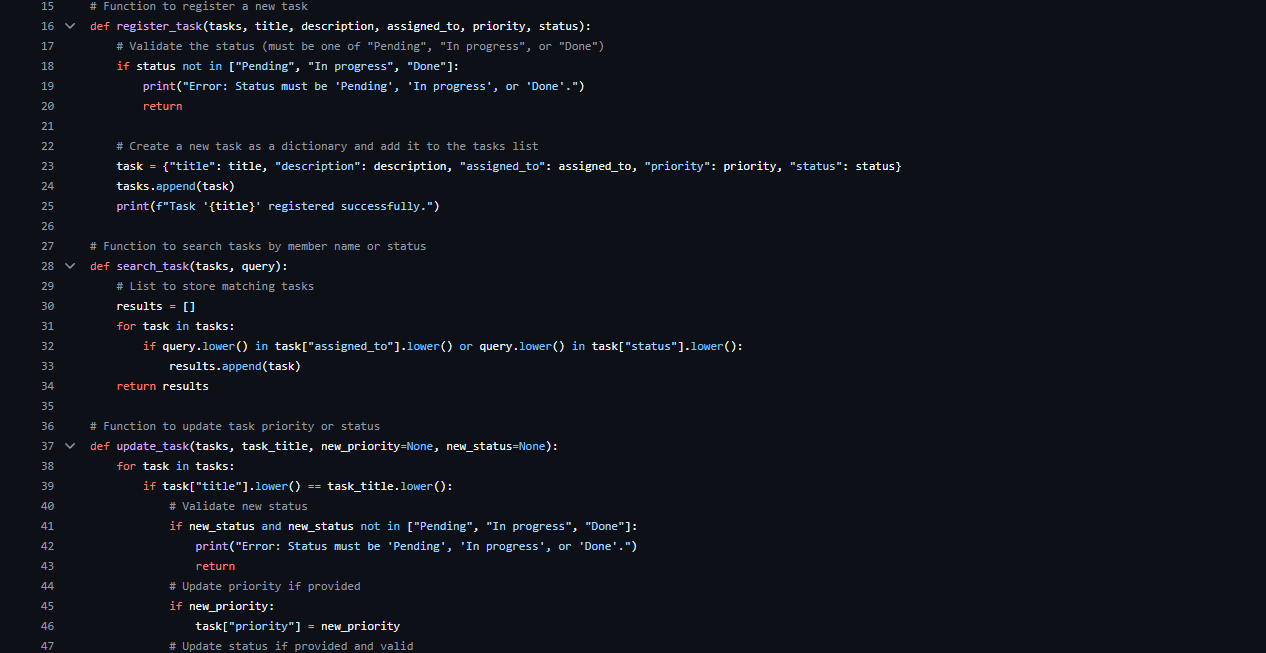 15 # Function to register a new task
16 def register_task(tasks, title, description, assigned_to, priority, status):
17     # Validate the status (must be one of "Pending", "In progress", or "Done")
18     if status not in ["Pending", "In progress", "Done"]:
19         print("Error: Status must be 'Pending', 'In progress', or 'Done'.")
20         return
21
22     # Create a new task as a dictionary and add it to the tasks list
23     task = {"title": title, "description": description, "assigned_to": assigned_to, "priority": priority, "status": status}
24     tasks.append(task)
25     print(f"Task '{title}' registered successfully.")
26
27 # Function to search tasks by member name or status
28 def search_task(tasks, query):
29     # List to store matching tasks
30     results = []
31     for task in tasks:
32         if query.lower() in task["assigned_to"].lower() or query.lower() in task["status"].lower():
33             results.append(task)
34     return results
35
36 # Function to update task priority or status
37 def update_task(tasks, task_title, new_priority=None, new_status=None):
38     for task in tasks:
39         if task["title"].lower() == task_title.lower():
40             # Validate new status
41             if new_status and new_status not in ["Pending", "In progress", "Done"]:
42                 print("Error: Status must be 'Pending', 'In progress', or 'Done'.")
43                 return
44             # Update priority if provided
45             if new_priority:
46                 task["priority"] = new_priority
47             # Update status if provided and valid